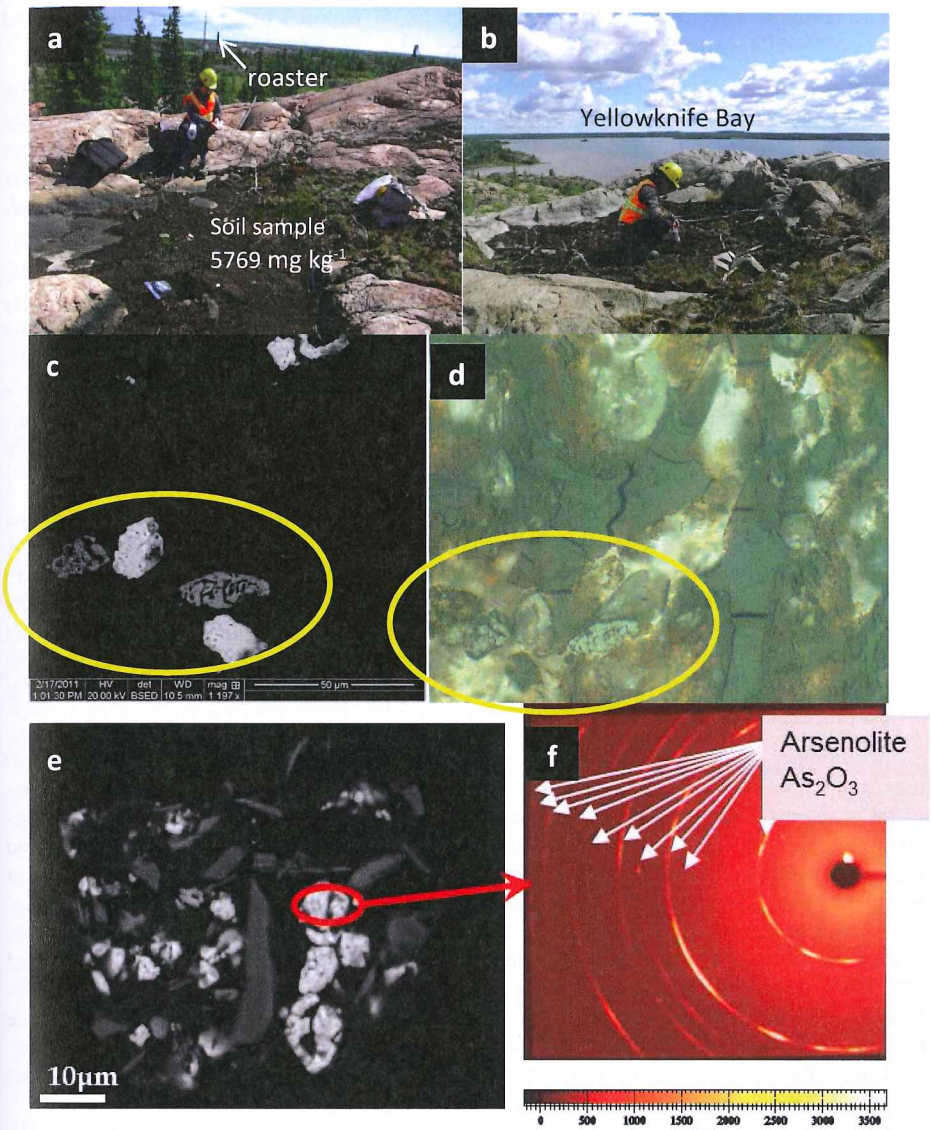 a
roaster
Soil sample
5769 mg kg-1
b
Yellowknife Bay
c
2/17/2011 HV det WD mag ⊞ 50 µm
1:01:30 PM 20.00 kV BSED 10.5 mm 1 197 x
d
e
10µm
f
Arsenolite
As2O3
0 500 1000 1500 2000 2500 3000 3500